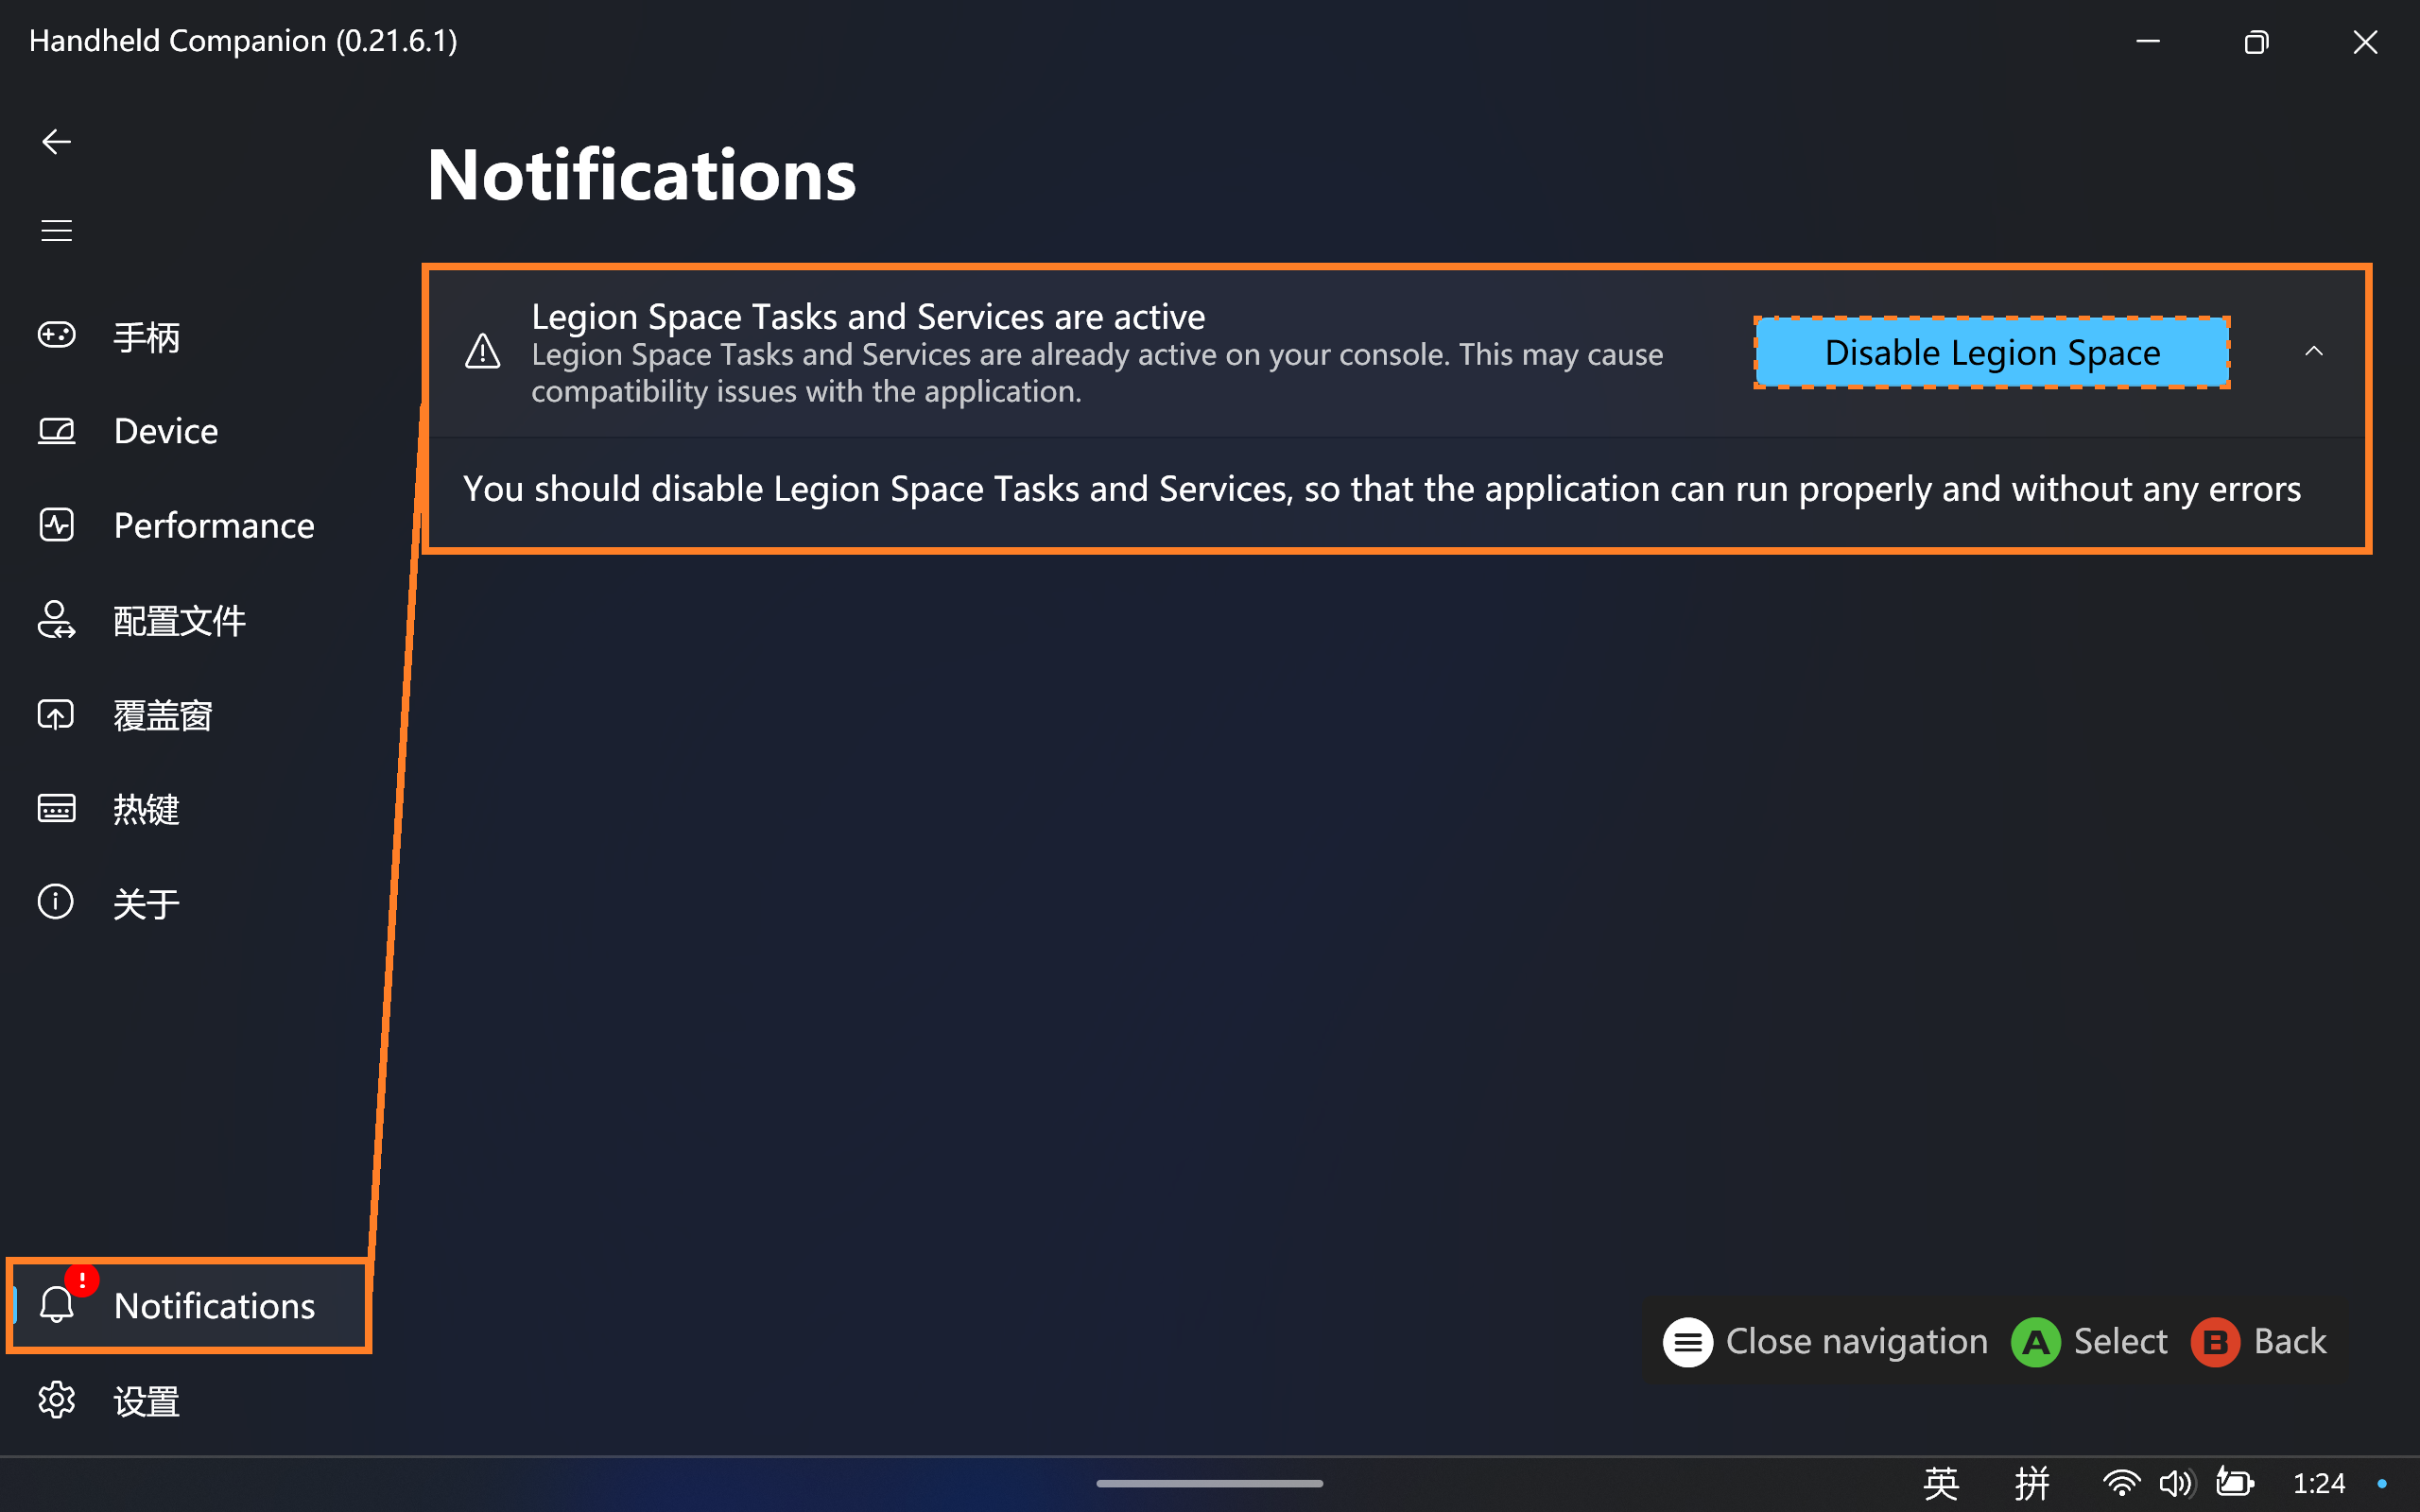 Handheld Companion (0.21.6.1)
Notifications
手柄
Device
Performance
配置文件
覆盖窗
热键
关于
Legion Space Tasks and Services are active
Legion Space Tasks and Services are already active on your console. This may cause
compatibility issues with the application.
Disable Legion Space
You should disable Legion Space Tasks and Services, so that the application can run properly and without any errors
!
Notifications
设置
Close navigation A Select B Back
英 拼 1:24